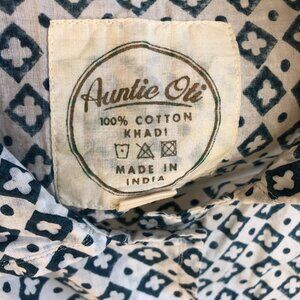 Auntie Oti
100% COTTON
KHADI
MADE IN
INDIA